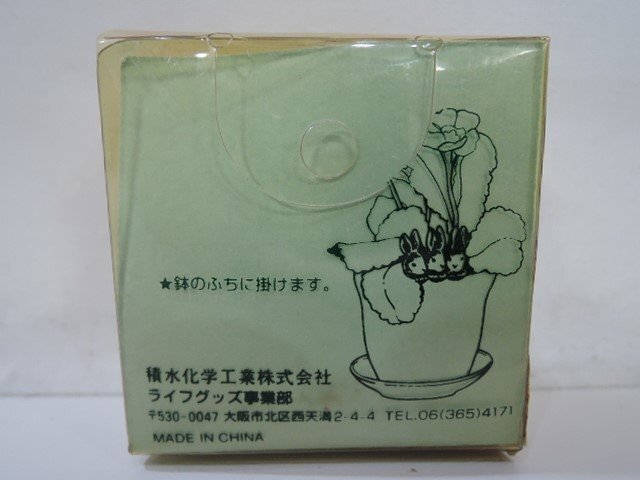 ★鉢のふちに掛けます。
積水化学工業株式会社
ライフグッズ事業部
〒530-0047 大阪市北区西天満2-4-4 TEL.06(365)4171
MADE IN CHINA